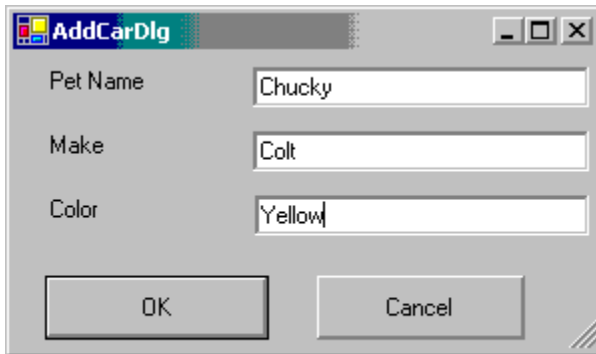 AddCarDlg
Pet Name Chucky
Make Colt
Color Yellow
OK Cancel